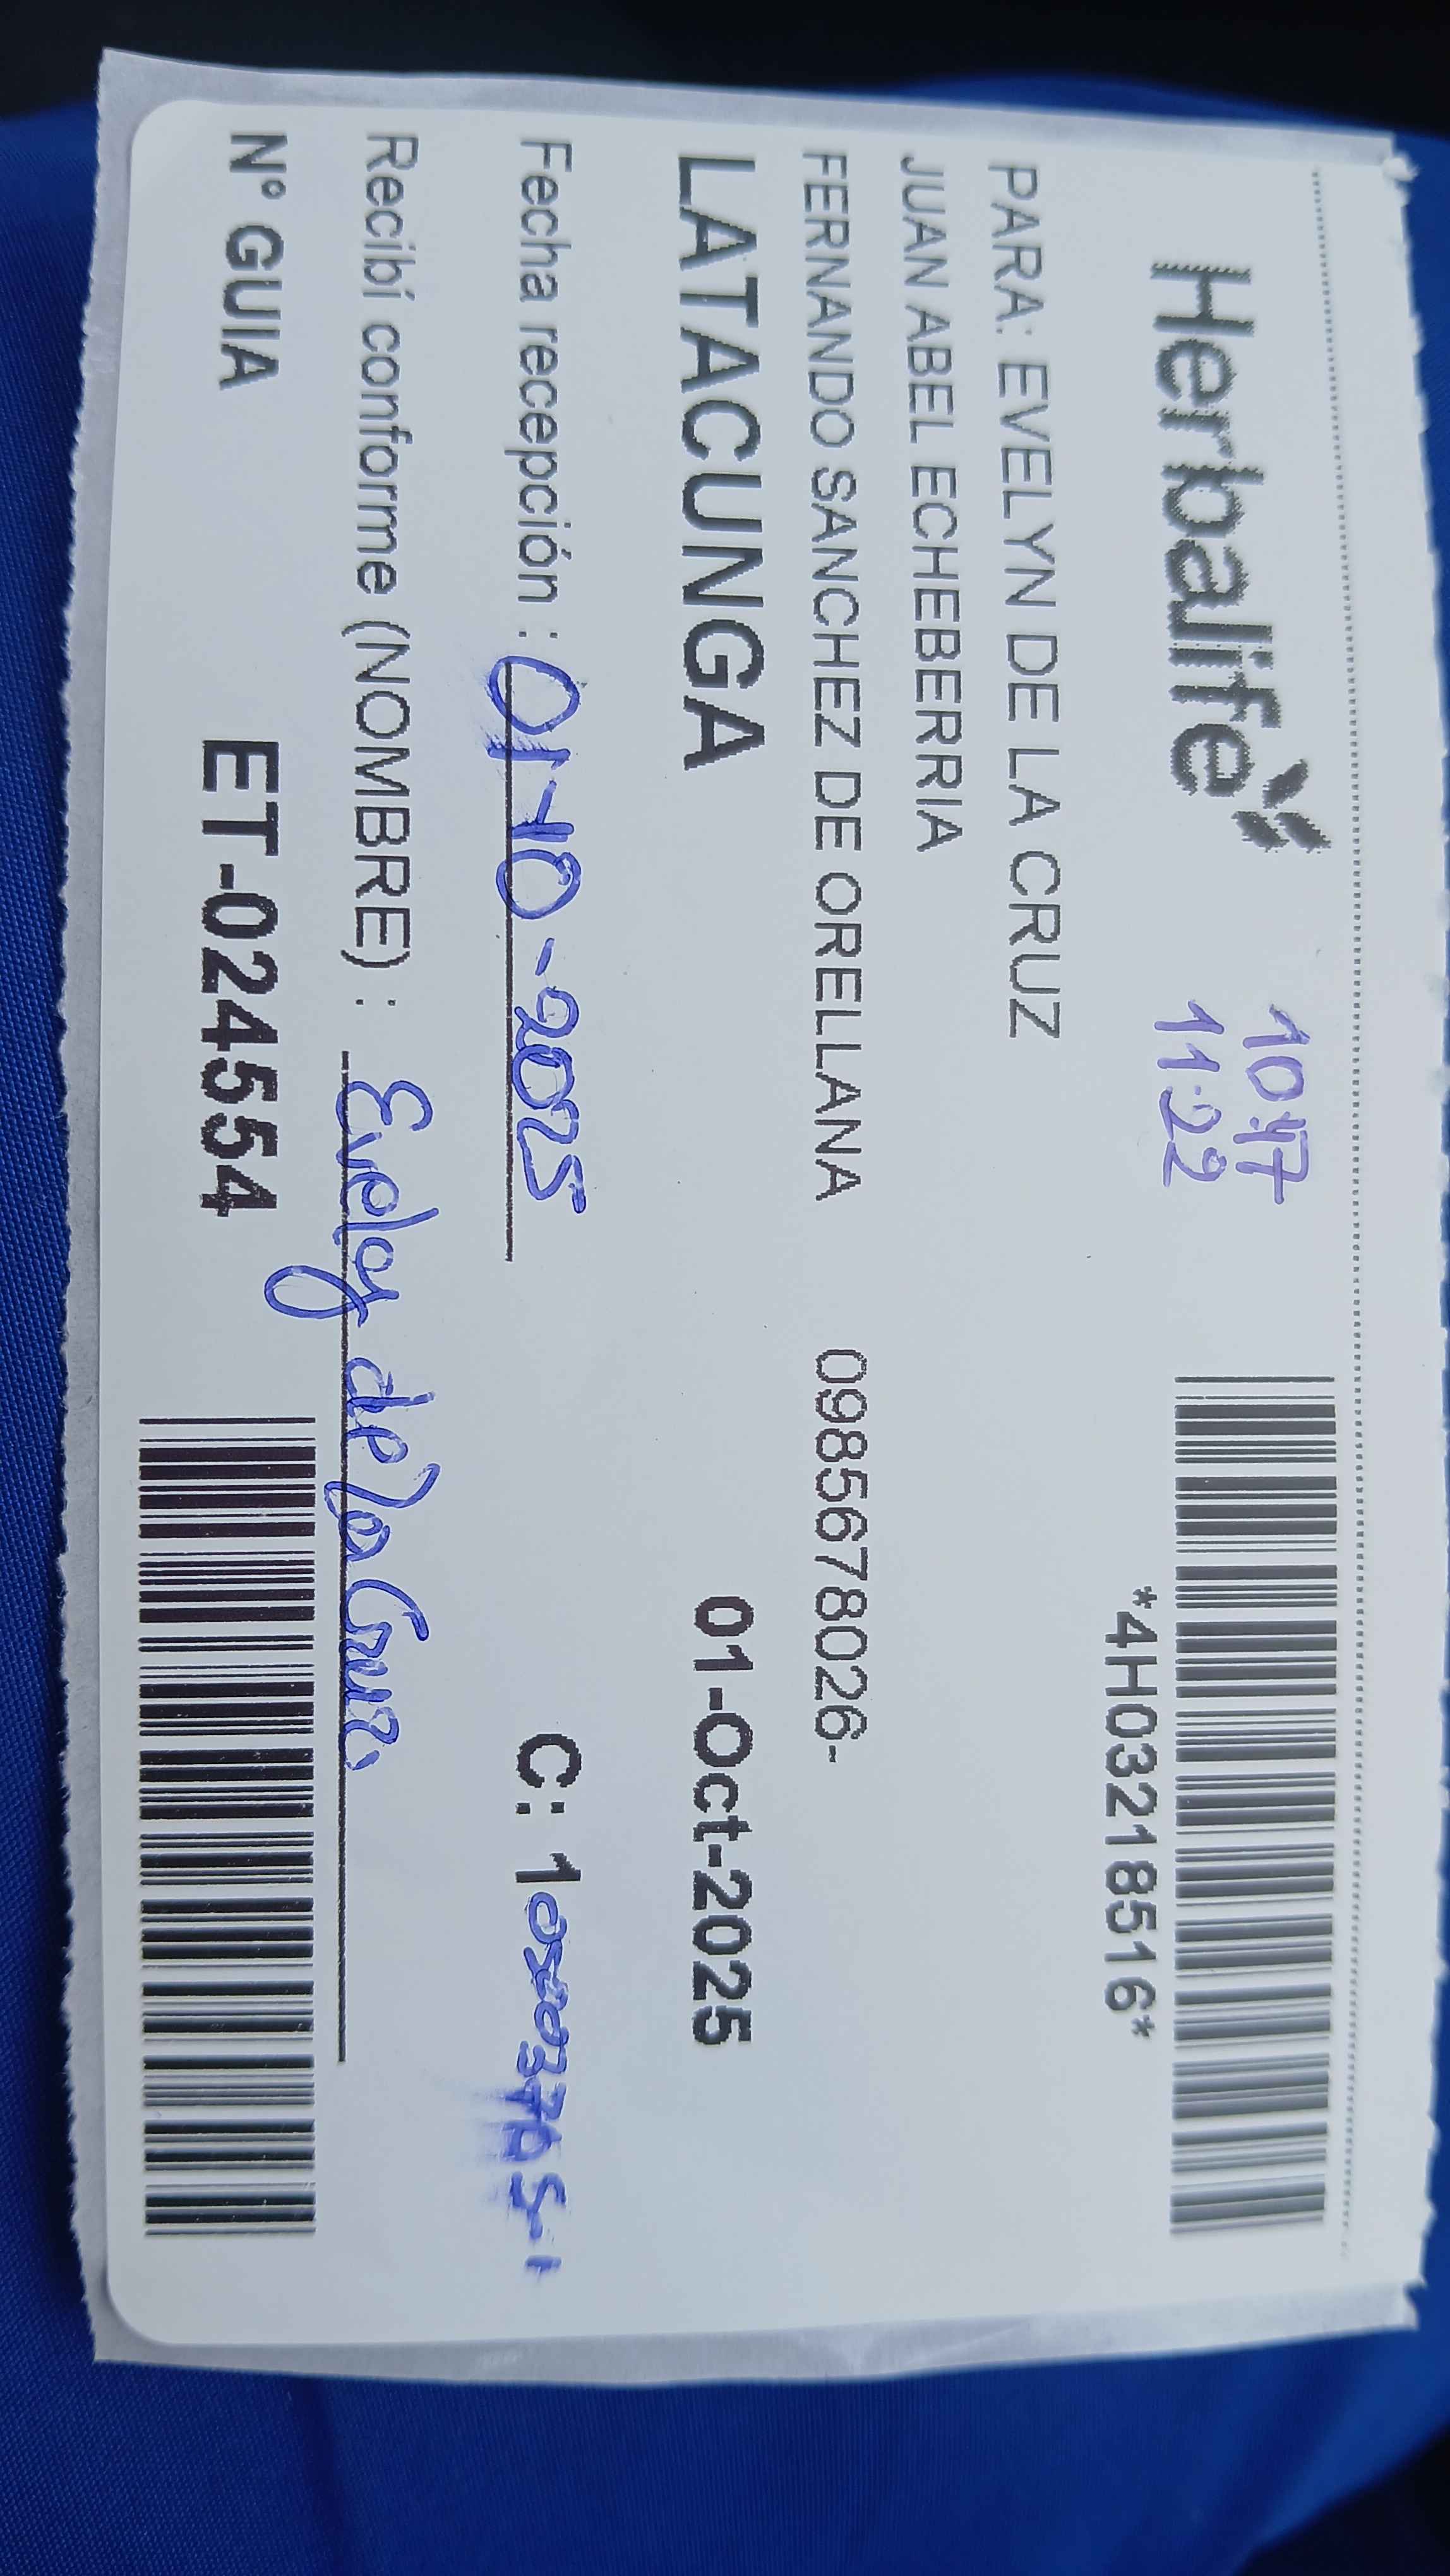 Herbalife
10:47
11:22
*4H03218516*
PARA: EVELYN DE LA CRUZ
JUAN ABEL ECHEBERRIA
FERNANDO SANCHEZ DE ORELLANA 0985678026-
LATACUNGA 01-Oct-2025
Fecha recepción : 01-10-2025 C: 1
Recibí conforme (NOMBRE) : Evelyn de la Cruz
Nº GUIA ET-024554